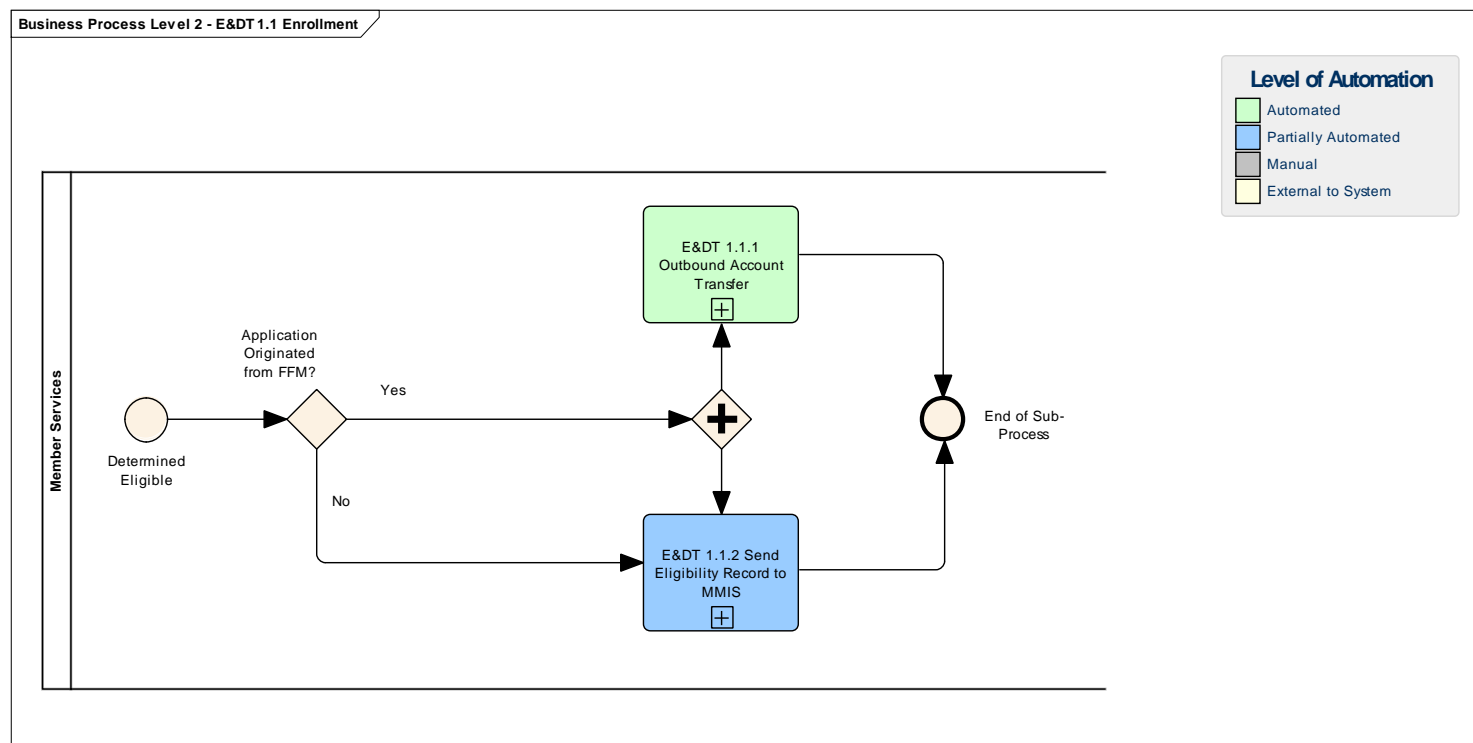 Business Process Level 2 - E&DT 1.1 Enrollment
Level of Automation
Automated
Partially Automated
Manual
External to System
Member Services
E&DT 1.1.1
Outbound Account
Transfer
Application
Originated
from FFM?
Yes
Determined
Eligible
End of Sub-
Process
No
E&DT 1.1.2 Send
Eligibility Record to
MMIS